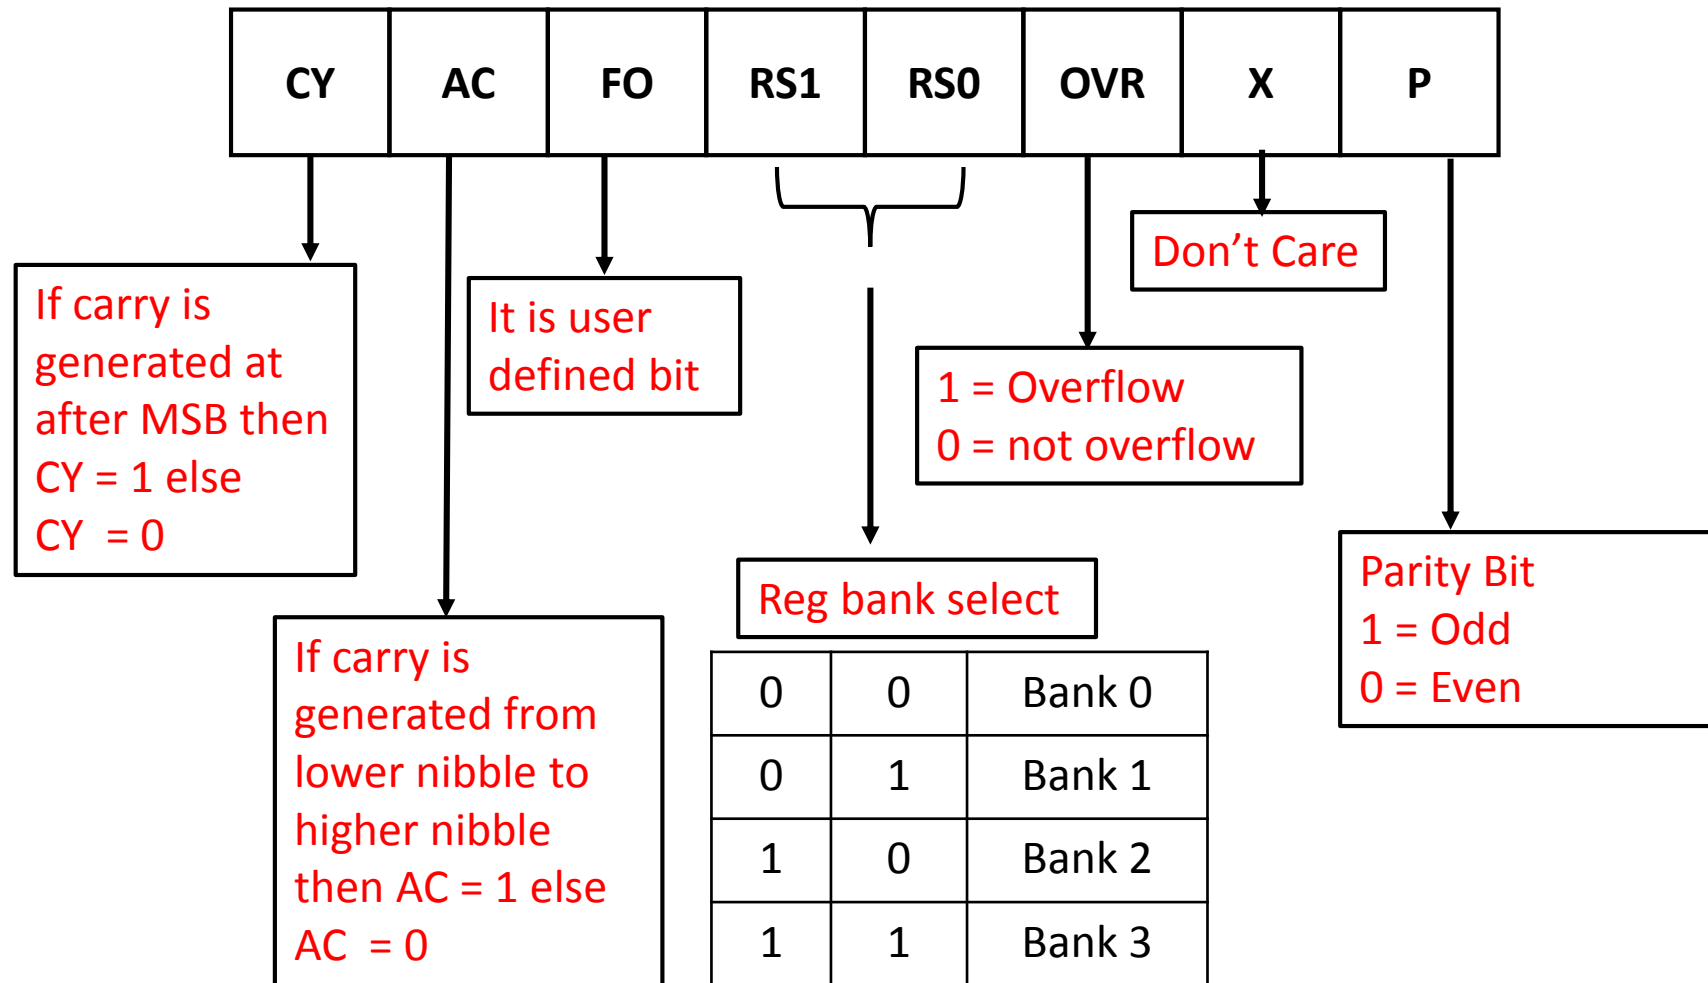 CY AC FO RS1 RS0 OVR X P
If carry is
generated at
after MSB then
CY = 1 else
CY = 0
If carry is
generated from
lower nibble to
higher nibble
then AC = 1 else
AC = 0
It is user
defined bit
Reg bank select
0 0 Bank 0
0 1 Bank 1
1 0 Bank 2
1 1 Bank 3
1 = Overflow
0 = not overflow
Don’t Care
Parity Bit
1 = Odd
0 = Even